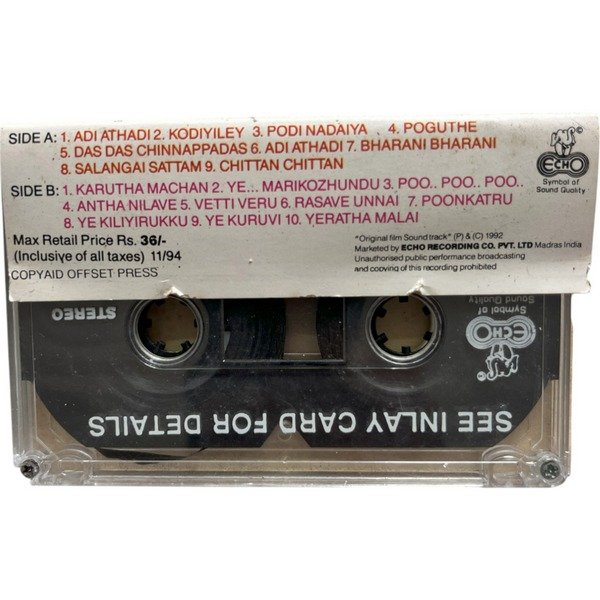 SIDE A: 1. ADI ATHADI 2. KODIYILEY 3. PODI NADAIYA 4. POGUTHE
5. DAS DAS CHINNAPPADAS 6. ADI ATHADI 7. BHARANI BHARANI
8. SALANGAI SATTAM 9. CHITTAN CHITTAN
SIDE B: 1. KARUTHA MACHAN 2. YE... MARIKOZHUNDU 3. POO.. POO.. POO..
4. ANTHA NILAVE 5. VETTI VERU 6. RASAVE UNNAI 7. POONKATRU
8. YE KILIYIRUKKU 9. YE KURUVI 10. YERATHA MALAI
Max Retail Price Rs. 36/-
(Inclusive of all taxes) 11/94
COPYAID OFFSET PRESS
"Original film Sound track" (P) & (C) 1992
Marketed by ECHO RECORDING CO. PVT. LTD Madras India
Unauthorised public performance broadcasting
and copying of this recording prohibited
©
ECHO
Symbol of
Sound Quality
STEREO
ECHO
Symbol of
Sound Quality
SEE INLAY CARD FOR DETAILS